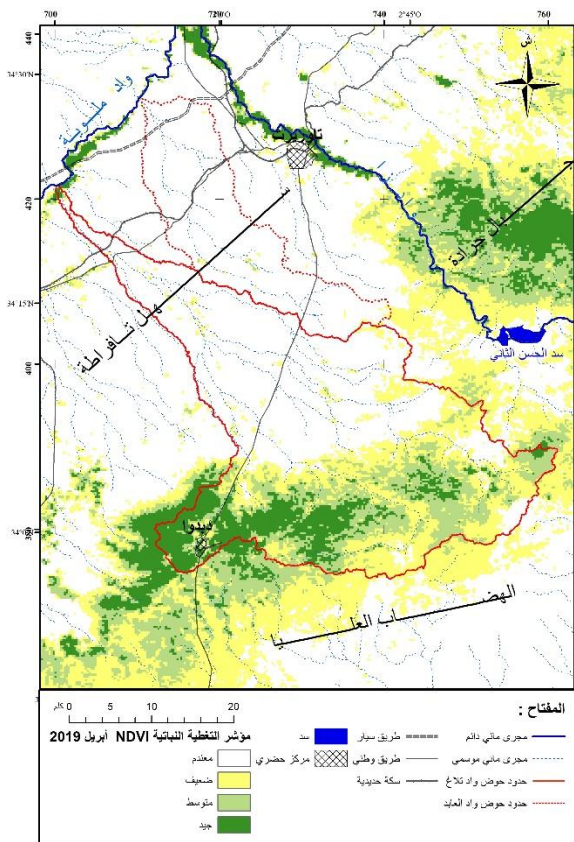 700
720
740
2°45'0
760
440
34°30'N
ش
واد ملوية
تاوريرت
420
جبال جرادة
سهل تافراطة
34°15'N
سد الحسن الثاني
400
دبدوا
الهضاب العليا
المفتاح :
20 15 10 5 0 كلم
مجرى مائي دائم
طريق سيار
سد
مؤشر التغطية النباتية NDVI أبريل 2019
مجرى مائي موسمي
طريق وطني
مركز حضري
منعدم
حدود حوض واد تلاغ
سكة حديدية
ضعيف
حدود حوض واد العابد
متوسط
جيد